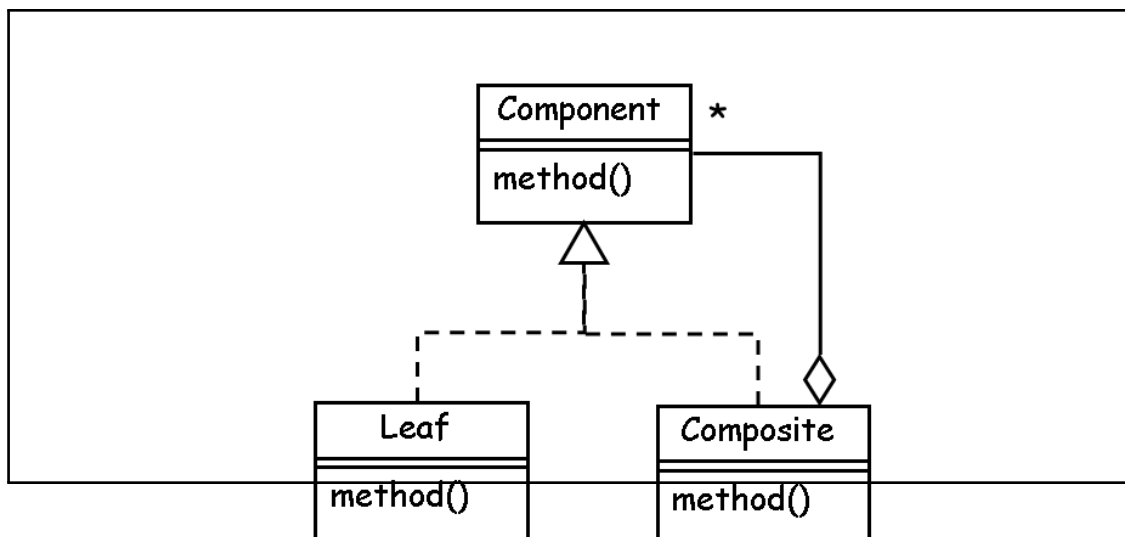 Component
*
method()
Leaf
Composite
method()
method()